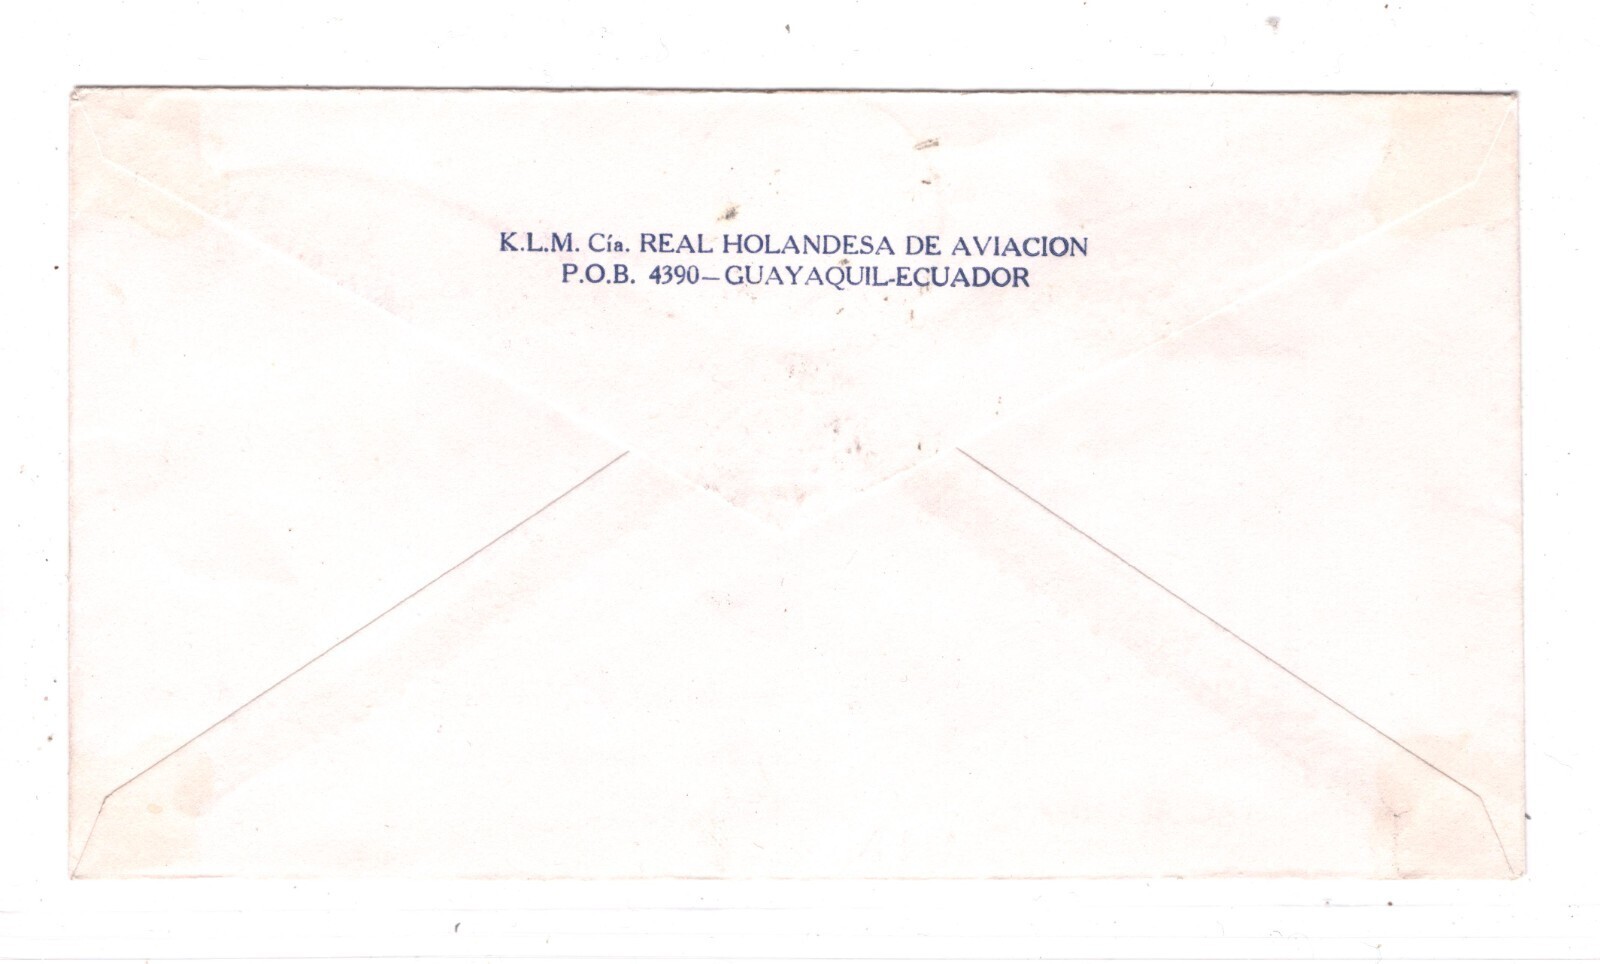 K.L.M. Cía. REAL HOLANDESA DE AVIACION
P.O.B. 4390—GUAYAQUIL-ECUADOR